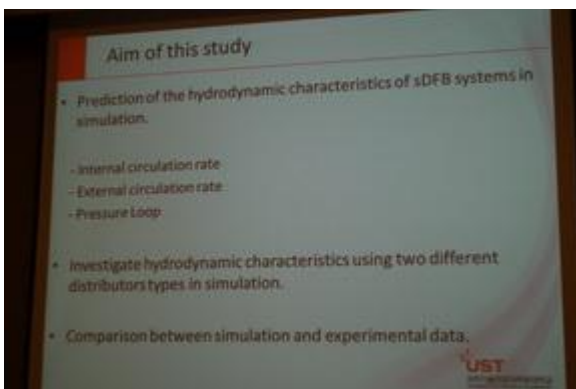 Aim of this study
• Prediction of the hydrodynamic characteristics of sDFB systems in
simulation.
- Internal circulation rate
- External circulation rate
- Pressure Loop
• Investigate hydrodynamic characteristics using two different
distributors types in simulation.
• Comparison between simulation and experimental data.
UST